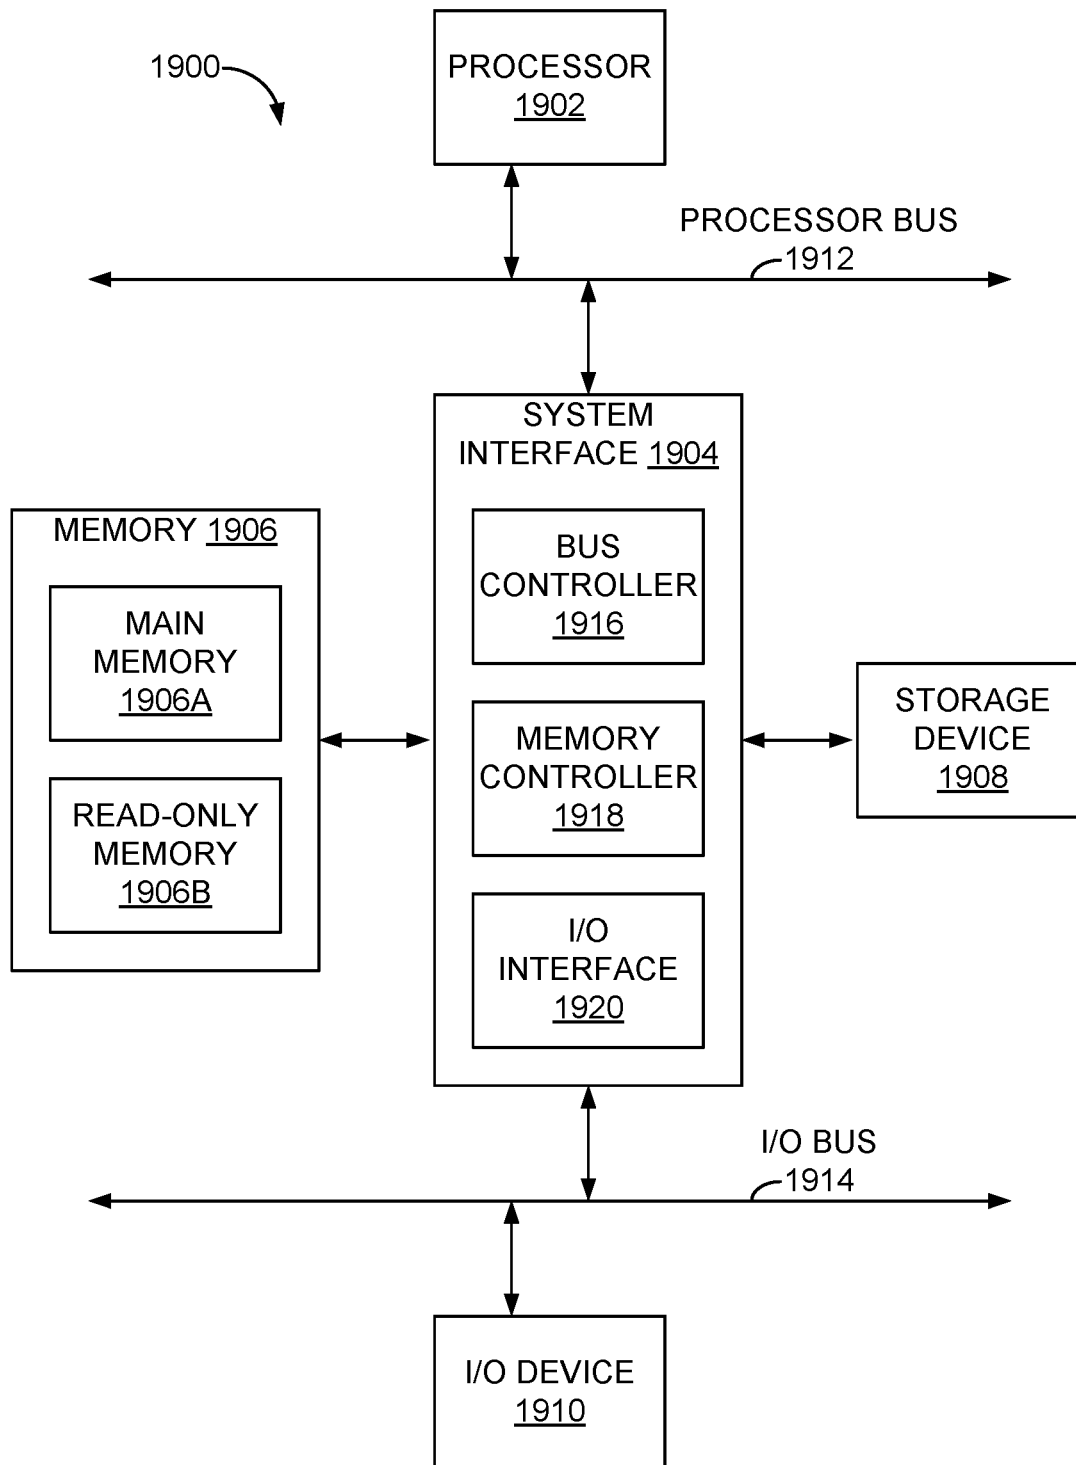 1900
PROCESSOR
1902
PROCESSOR BUS
1912
SYSTEM
INTERFACE 1904
MEMORY 1906
MAIN
MEMORY
1906A
READ-ONLY
MEMORY
1906B
BUS
CONTROLLER
1916
MEMORY
CONTROLLER
1918
I/O
INTERFACE
1920
STORAGE
DEVICE
1908
I/O BUS
1914
I/O DEVICE
1910